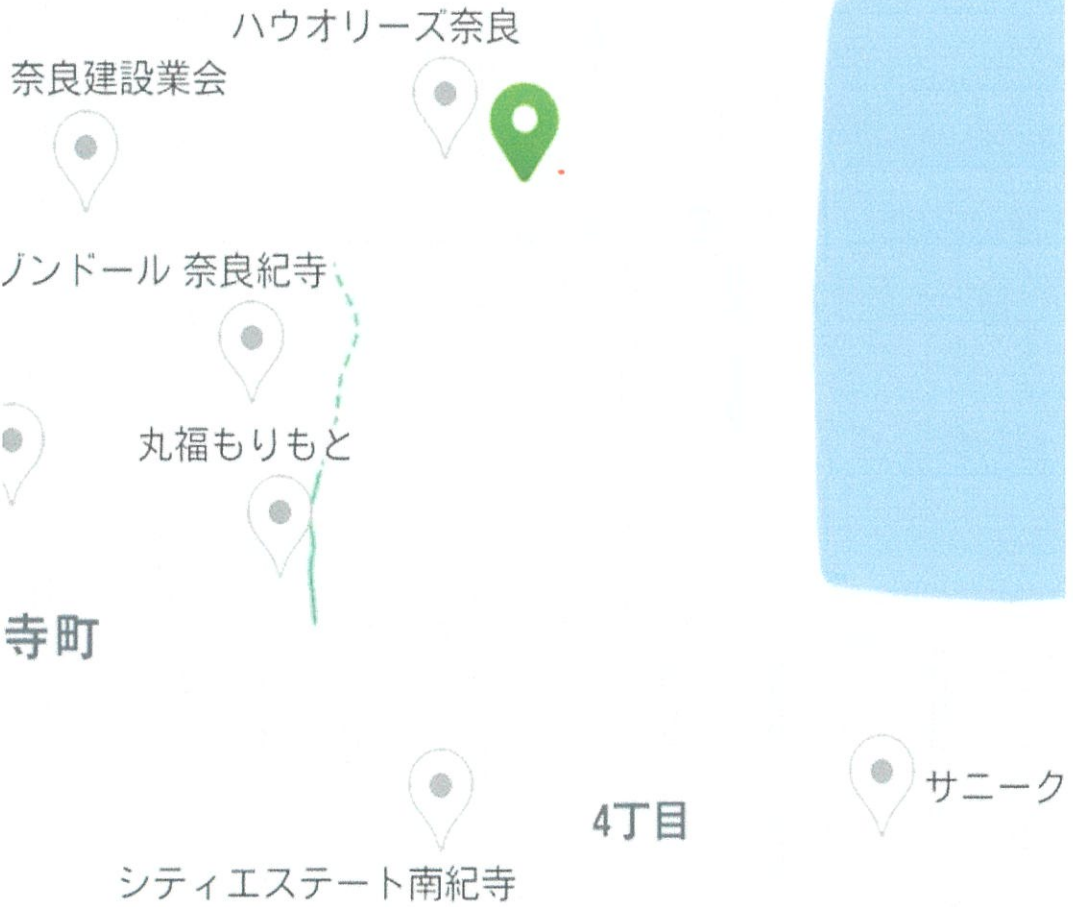 ハウオリーズ奈良
奈良建設業会
ゾンドール 奈良紀寺
丸福もりもと
寺町
4丁目
サニーク
シティエステート南紀寺